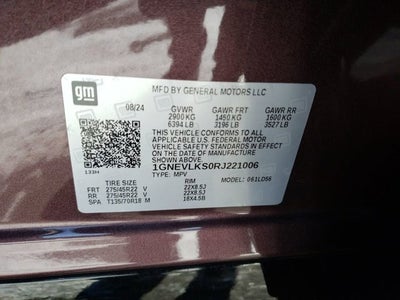 gm
MFD BY GENERAL MOTORS LLC
08/24 GVWR GAWR FRT GAWR RR
2900 KG 1450 KG 1600 KG
6394 LB 3196 LB 3527 LB
THIS VEHICLE CONFORMS TO ALL APPLICABLE
U.S. FEDERAL MOTOR
VEHICLE SAFETY STANDARDS IN EFFECT ON
THE DATE OF MANUFACTURE
SHOWN ABOVE.
1GNEVLKS0RJ221006
TYPE: MPV MODEL: 061LD56
TIRE SIZE RIM
FRT 275/45R22 V 22X8.5J
RR 275/45R22 V 22X8.5J
SPA T135/70R18 M 18X4.5B